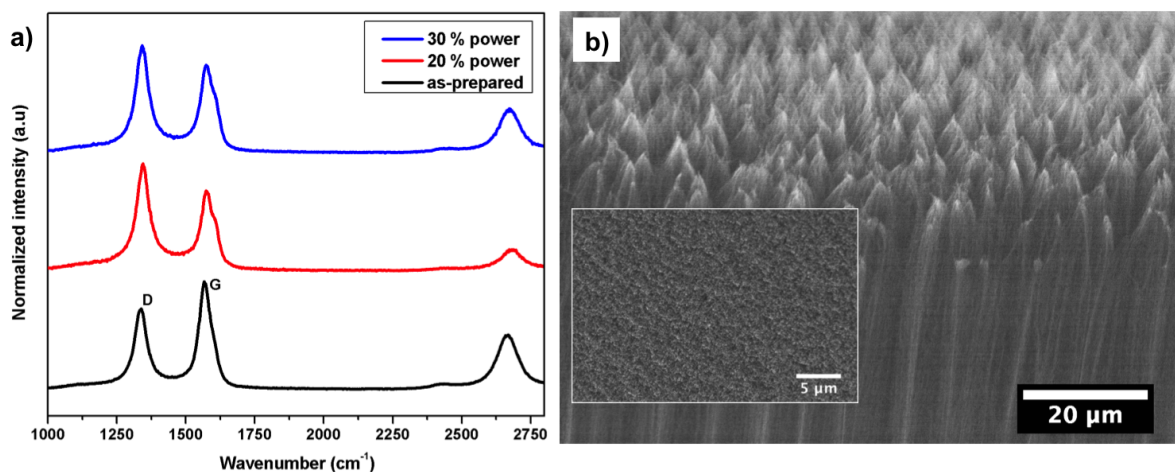 a)
30 % power
20 % power
as-prepared
D
G
Normalized intensity (a.u)
1000 1250 1500 1750 2000 2250 2500 2750
Wavenumber (cm⁻¹)
b)
5 µm
20 µm